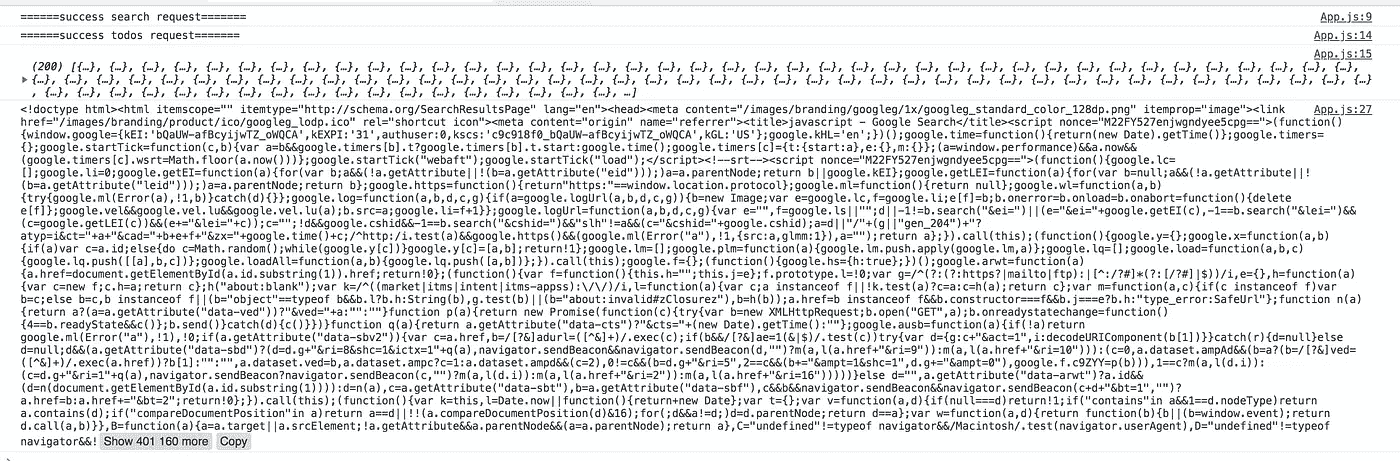 ======success search request=======
App.js:9
======success todos request=======
App.js:14
App.js:15
(200) [{…}, {…}, {…}, {…}, {…}, {…}, {…}, {…}, {…}, {…}, {…}, {…}, {…}, {…}, {…}, {…}, {…}, {…}, {…}, {…}, {…}, {…}, {…}, {…}, {…}, {…}, {…}, {…}, {…}, {…}, {…}, {…}, {…}, {…}, {…}, {…}, {…}, {…}, {…}, {…},
{…}, {…}, {…}, {…}, {…}, {…}, {…}, {…}, {…}, {…}, {…}, {…}, {…}, {…}, {…}, {…}, {…}, {…}, {…}, {…}, {…}, {…}, {…}, {…}, {…}, {…}, {…}, {…}, {…}, {…}, {…}, {…}, {…}, {…}, {…}, {…}, {…}, {…}, {…}, {…}
, {…}, {…}, {…}, {…}, {…}, {…}, {…}, {…}, {…}, {…}, {…}, {…}, {…}, {…}, {…}, {…}, {…}, {…}, …]
<!doctype html><html itemscope="" itemtype="http://schema.org/SearchResultsPage" lang="en"><head><meta content="/images/branding/googleg/1x/googleg_standard_color_128dp.png" itemprop="image"><link
App.js:27
href="/images/branding/product/ico/googleg_lodp.ico" rel="shortcut icon"><meta content="origin" name="referrer"><title>javascript - Google Search</title><script nonce="M22FY527enjwgndyee5cpg==">(function()
{window.google={kEI:'bQaUW-afBcyijwTZ_oWQCA',kEXPI:'31',authuser:0,kscs:'c9c918f0_bQaUW-afBcyijwTZ_oWQCA',kGL:'US'};google.kHL='en';})();google.time=function(){return(new Date).getTime()};google.timers=
{};google.startTick=function(c,b){var a=b&&google.timers[b].t?google.timers[b].t.start:google.time();google.timers[c]={t:{start:a},e:{},m:{}};(a=window.performance)&&a.now&&
(google.timers[c].wsrt=Math.floor(a.now()))};google.startTick("webaft");google.startTick("load");</script><!--srt--><script nonce="M22FY527enjwgndyee5cpg==">(function(){google.lc=
[];google.li=0;google.getEI=function(a){for(var b;a&&(!a.getAttribute||!(b=a.getAttribute("eid")));)a=a.parentNode;return b||google.kEI};google.getLEI=function(a){for(var b=null;a&&(!a.getAttribute||!
(b=a.getAttribute("leid")));)a=a.parentNode;return b};google.https=function(){return"https:"==window.location.protocol};google.ml=function(){return null};google.wl=function(a,b)
{try{google.ml(Error(a),!1,b)}catch(d){}};google.log=function(a,b,d,c,g){if(a=google.logUrl(a,b,d,c,g)){b=new Image;var e=google.lc,f=google.li;e[f]=b;b.onerror=b.onload=b.onabort=function(){delete
e[f]};google.vel&&google.vel.lu&&google.vel.lu(a);b.src=a;google.li=f+1}};google.logUrl=function(a,b,d,c,g){var e="",f=google.ls||"";d||-1!=b.search("&ei=")||(e="&ei="+google.getEI(c),-1==b.search("&lei=")&&
(c=google.getLEI(c))&&(e+="&lei="+c));c="";!d&&google.cshid&&-1==b.search("&cshid=")&&"slh"!=a&&(c="&cshid="+google.cshid);a=d||"/"+(g||"gen_204")+"?
atyp=i&ct="+a+"&cad="+b+e+f+"&zx="+google.time()+c;/^http:/i.test(a)&&google.https()&&(google.ml(Error("a"),!1,{src:a,glmm:1}),a="");return a};}).call(this);(function(){google.y={};google.x=function(a,b)
{if(a)var c=a.id;else{do c=Math.random();while(google.y[c])}google.y[c]=[a,b];return!1};google.lm=[];google.plm=function(a){google.lm.push.apply(google.lm,a)};google.lq=[];google.load=function(a,b,c)
{google.lq.push([[a],b,c])};google.loadAll=function(a,b){google.lq.push([a,b])};}).call(this);google.f={};(function(){google.hs={h:true};})();google.arwt=function(a)
{a.href=document.getElementById(a.id.substring(1)).href;return!0};(function(){var f=function(){this.h="";this.j=e};f.prototype.l=!0;var g=/^(?:(?:https?|mailto|ftp):|[^:/?#]*(?:[/?#]|$))/i,e={},h=function(a)
{var c=new f;c.h=a;return c};h("about:blank");var k=/^((market|itms|intent|itms-appss):\/\/)/i,l=function(a){var c;a instanceof f||!k.test(a)?c=a:c=h(a);return c};var m=function(a,c){if(c instanceof f)var
b=c;else b=c,b instanceof f||(b="object"==typeof b&&b.l?b.h:String(b),g.test(b)||(b="about:invalid#zClosurez"),b=h(b));a.href=b instanceof f&&b.constructor===f&&b.j===e?b.h:"type_error:SafeUrl"};function n(a)
{return a?(a=a.getAttribute("data-ved"))?"&ved="+a:"":""}function p(a){return new Promise(function(c){try{var b=new XMLHttpRequest;b.open("GET",a);b.onreadystatechange=function()
{4==b.readyState&&c()};b.send()}catch(d){c()}})}function q(a){return a.getAttribute("data-cts")?"&cts="+(new Date).getTime():""};google.ausb=function(a){if(!a)return
google.ml(Error("a"),!1),!0;if(a.getAttribute("data-sbv2")){var c=a.href,b=/[?&]adurl=([^&]+)/.exec(c);if(b&&/[?&]ae=1(&|$)/.test(c))try{var d={g:c+"&act=1",i:decodeURIComponent(b[1])}}catch(r){d=null}else
d=null;d&&(a.getAttribute("data-sbd")?(d=d.g+"&ri=8&shc=1&ictx=1"+q(a),navigator.sendBeacon&&navigator.sendBeacon(d,"")?m(a,l(a.href+"&ri=9")):m(a,l(a.href+"&ri=10"))):(c=0,a.dataset.ampAd&&(b=a?(b=/[?&]ved=
([^&]+)/.exec(a.href))?b[1]:"":"",a.dataset.ved=b,a.dataset.ampc?c=1:a.dataset.ampd&&(c=2),0!=c&&(b=d.g+"&ri=5",2==c&&(b+="&ampt=1&shc=1",d.g+="&ampt=0"),google.f.c9ZYY=p(b))),1==c?m(a,l(d.i)):
(c=d.g+"&ri=1"+q(a),navigator.sendBeacon?navigator.sendBeacon(c,"")?m(a,l(d.i)):m(a,l(a.href+"&ri=2")):m(a,l(a.href+"&ri=16")))))}else d="",a.getAttribute("data-arwt")?a.id&&
(d=n(document.getElementById(a.id.substring(1)))):d=n(a),c=a.getAttribute("data-sbt"),b=a.getAttribute("data-sbf",c&&b&&navigator.sendBeacon&&navigator.sendBeacon(c+d+"&bt=1","")?
a.href=b:a.href+="&bt=2";return!0};}).call(this);(function(){var k=this,l=Date.now||function(){return+new Date};var t={};var v=function(a,d){if(null===d)return!1;if("contains"in a&&1==d.nodeType)return
a.contains(d);if("compareDocumentPosition"in a)return a==d||!!(a.compareDocumentPosition(d)&16);for(;d&&a!=d;)d=d.parentNode;return d==a};var w=function(a,d){return function(b){b||(b=window.event);return
d.call(a,b)}},B=function(a){a=a.target||a.srcElement;!a.getAttribute&&a.parentNode&&(a=a.parentNode);return a},C="undefined"!=typeof navigator&&/Macintosh/.test(navigator.userAgent),D="undefined"!=typeof
navigator&&! Show 401 160 more Copy